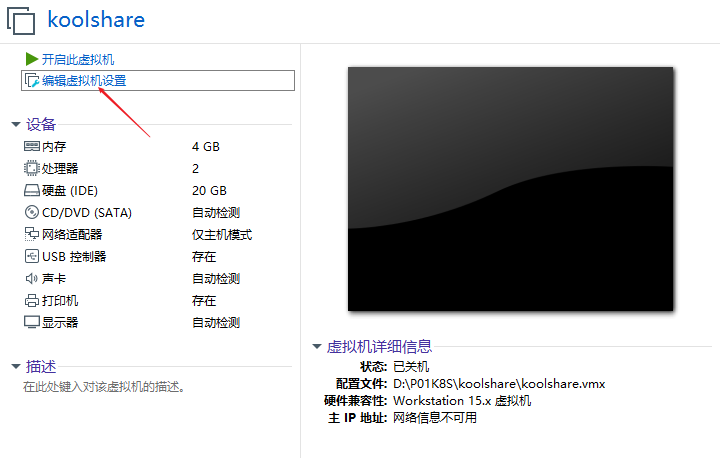 koolshare
开启此虚拟机
编辑虚拟机设置
设备
内存 4 GB
处理器 2
硬盘 (IDE) 20 GB
CD/DVD (SATA) 自动检测
网络适配器 仅主机模式
USB 控制器 存在
声卡 自动检测
打印机 存在
显示器 自动检测
描述
在此处键入对该虚拟机的描述。
虚拟机详细信息
状态: 已关机
配置文件: D:\P01K8S\koolshare\koolshare.vmx
硬件兼容性: Workstation 15.x 虚拟机
主 IP 地址: 网络信息不可用